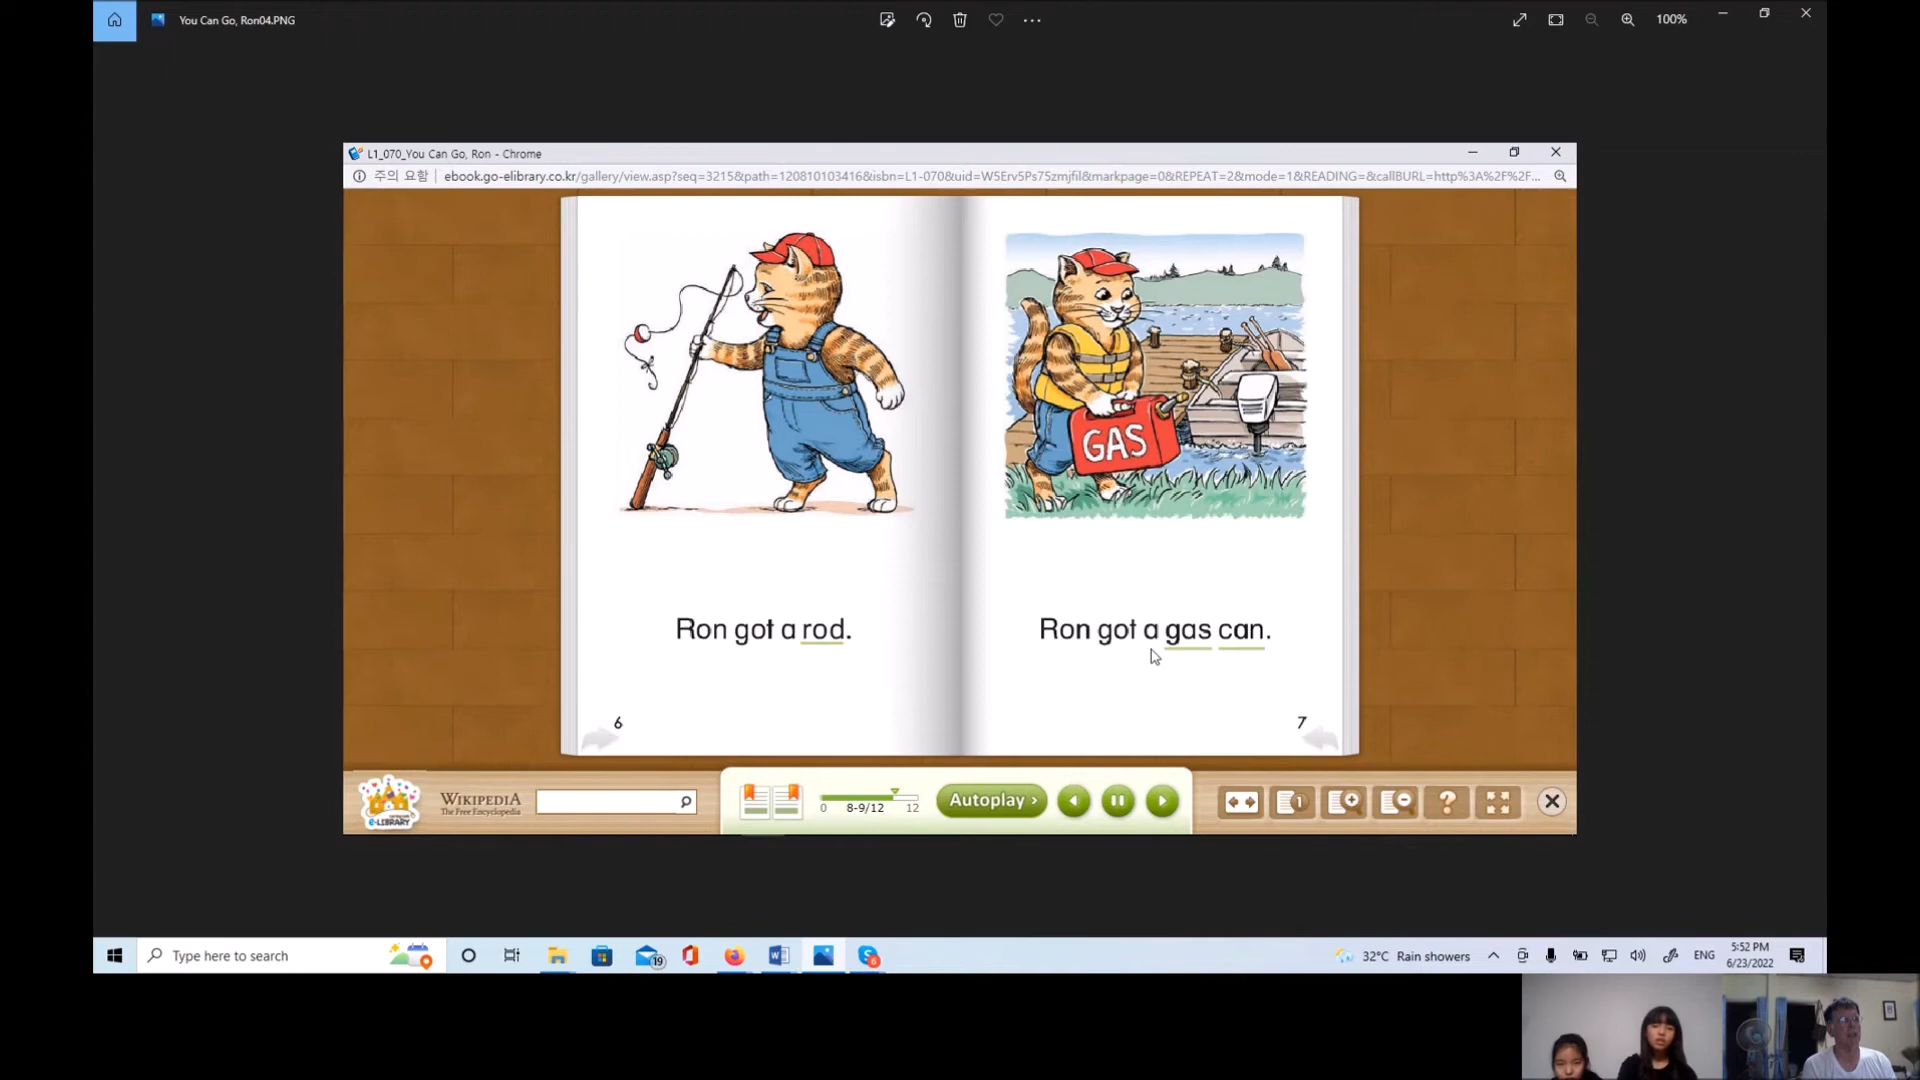 You Can Go, Ron04.PNG
100%
L1_070_You Can Go, Ron - Chrome
주의 요함 ebook.go-elibrary.co.kr/gallery/view.asp?seq=3215&path=120810103416&isbn=L1-070&uid=W5Erv5Ps75zmjfil&markpage=0&REPEAT=2&mode=1&READING=&callBURL=http%3A%2F%2F...
GAS
Ron got a rod.
Ron got a gas can.
6
7
e-LIBRARY
WIKIPEDIA
The Free Encyclopedia
0 8-9/12 12
Autoplay ›
1
?
Type here to search
19
6
32°C Rain showers
ENG
5:52 PM
6/23/2022